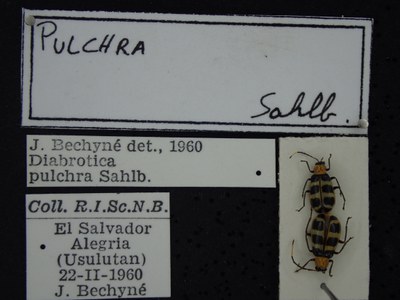 PULCHRA
Sahlb.
J. Bechyné det., 1960
Diabrotica
pulchra Sahlb.
Coll. R.I.Sc.N.B.
El Salvador
Alegria
(Usulutan)
22-II-1960
J. Bechyné